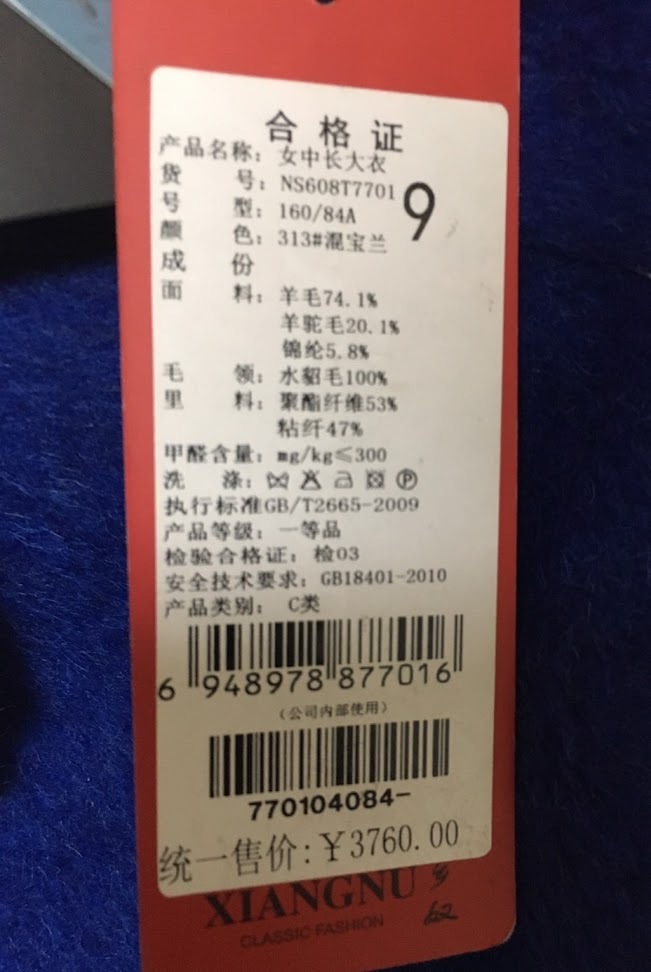 合格证
产品名称：女中长大衣
货 号：NS608T7701
9
号 型：160/84A
颜 色：313#混宝兰
成 份
面 料：羊毛74.1%
羊驼毛20.1%
锦纶5.8%
毛 领：水貂毛100%
里 料：聚酯纤维53%
粘纤47%
甲醛含量：mg/kg≤300
洗 涤：
执行标准GB/T2665-2009
产品等级：一等品
检验合格证：检03
安全技术要求：GB18401-2010
产品类别：C类
6 948978 877016
（公司内部使用）
770104084-
统一售价：￥3760.00
XIANGNU
CLASSIC FASHION